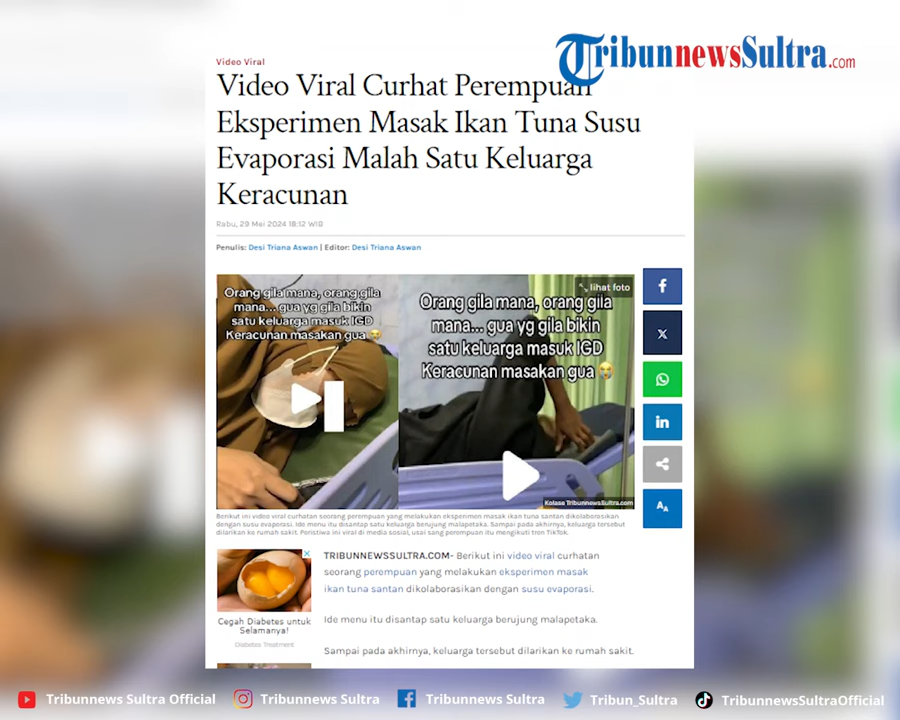 TribunnewsSultra.com
Video Viral
Video Viral Curhat Perempuan
Eksperimen Masak Ikan Tuna Susu
Evaporasi Malah Satu Keluarga
Keracunan
Rabu, 29 Mei 2024 18:12 WIB
Penulis: Desi Triana Aswan | Editor: Desi Triana Aswan
lihat foto
Orang gila mana, orang gila
mana... gua yg gila bikin
satu keluarga masuk IGD
Keracunan masakan gua 😭
Orang gila mana, orang gila
mana... gua yg gila bikin
satu keluarga masuk IGD
Keracunan masakan gua 😭
Kolase TribunnewsSultra.com
Berikut ini video viral curhatan seorang perempuan yang melakukan eksperimen masak ikan tuna santan dikolaborasikan
dengan susu evaporasi. Ide menu itu disantap satu keluarga berujung malapetaka. Sampai pada akhirnya, keluarga tersebut
dilarikan ke rumah sakit. Peristiwa ini viral di media sosial, usai sang perempuan itu mengikuti tren TikTok.
TRIBUNNEWSSULTRA.COM- Berikut ini video viral curhatan
seorang perempuan yang melakukan eksperimen masak
ikan tuna santan dikolaborasikan dengan susu evaporasi.
Ide menu itu disantap satu keluarga berujung malapetaka.
Sampai pada akhirnya, keluarga tersebut dilarikan ke rumah sakit.
Cegah Diabetes untuk
Selamanya!
Diabetes Treatment
Tribunnews Sultra Official
Tribunnews Sultra
Tribunnews Sultra
Tribun_Sultra
TribunnewsSultraOfficial